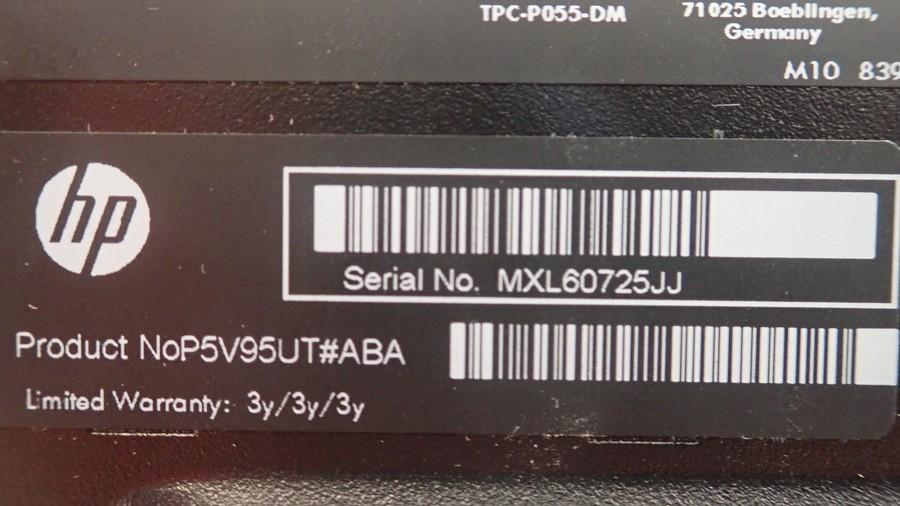 TPC-P055-DM
71025 Boeblingen,
Germany
M10 839
hp
Serial No. MXL60725JJ
Product NoP5V95UT#ABA
Limited Warranty: 3y/3y/3y